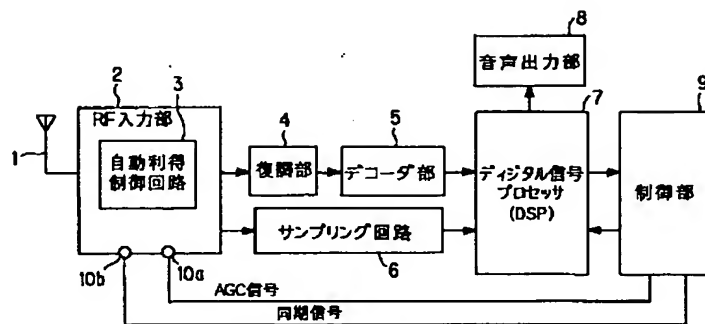 8
音声出力部
2
3
RF入力部
自動利得
制御回路
1
4
復調部
5
デコーダ部
7
ディジタル信号
プロセッサ
(DSP)
9
制御部
サンプリング回路
6
10b
10a
AGC信号
同期信号